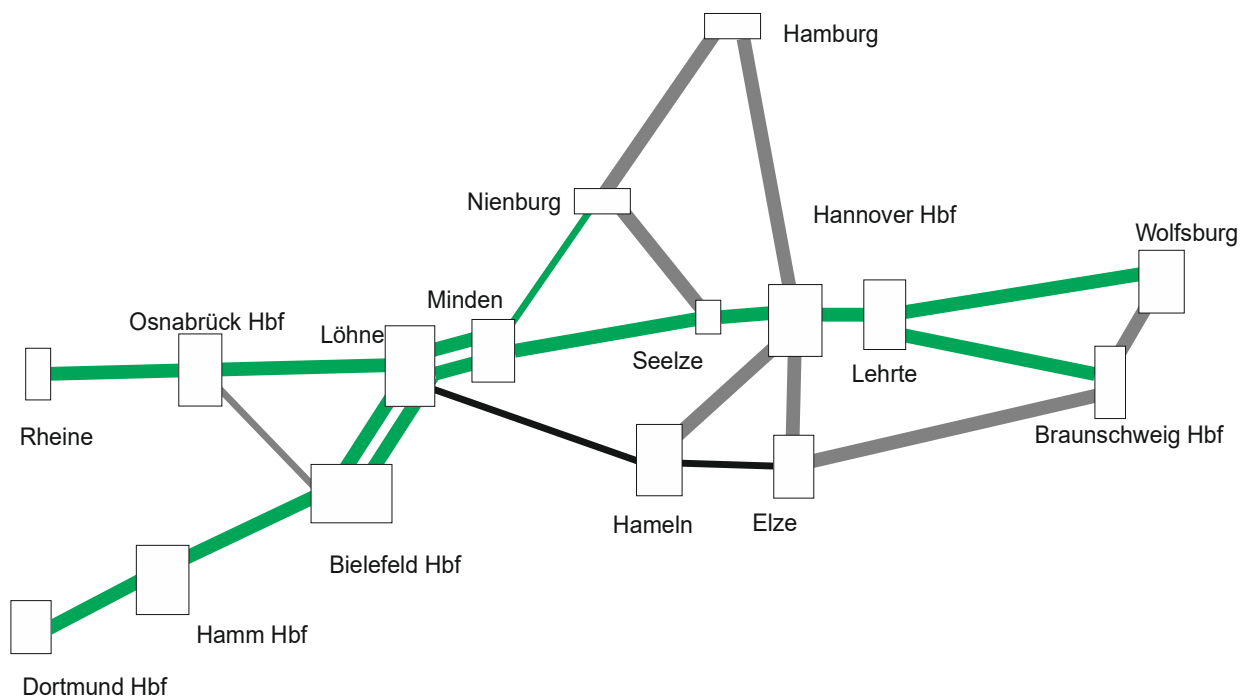 Hamburg
Nienburg
Hannover Hbf
Wolfsburg
Minden
Osnabrück Hbf
Löhne
Seelze
Lehrte
Rheine
Braunschweig Hbf
Hameln
Elze
Bielefeld Hbf
Hamm Hbf
Dortmund Hbf